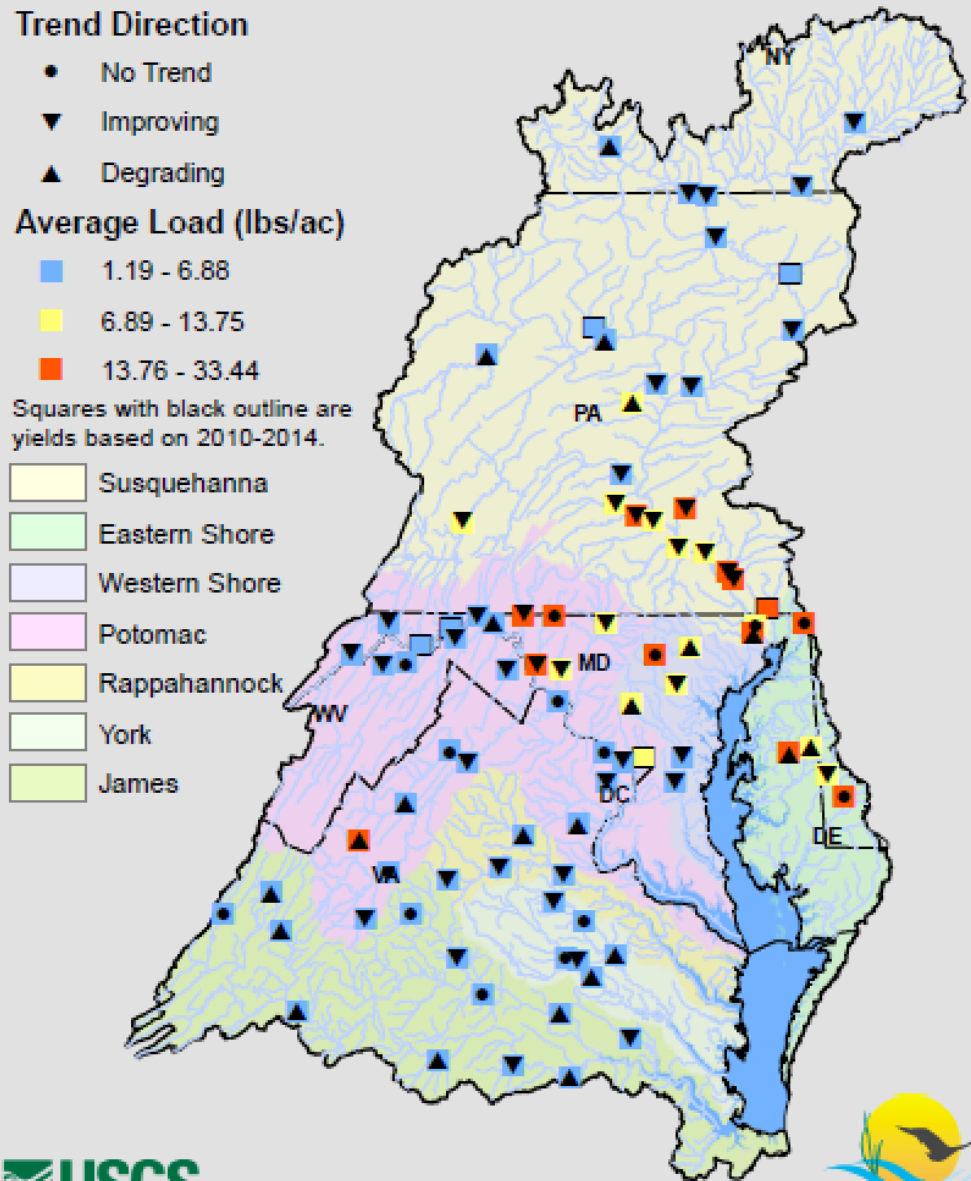 Trend Direction
No Trend
Improving
Degrading
Average Load (lbs/ac)
1.19 - 6.88
6.89 - 13.75
13.76 - 33.44
Squares with black outline are
yields based on 2010-2014.
Susquehanna
Eastern Shore
Western Shore
Potomac
Rappahannock
York
James
NY
PA
MD
WV
DC
DE
VA
USGS